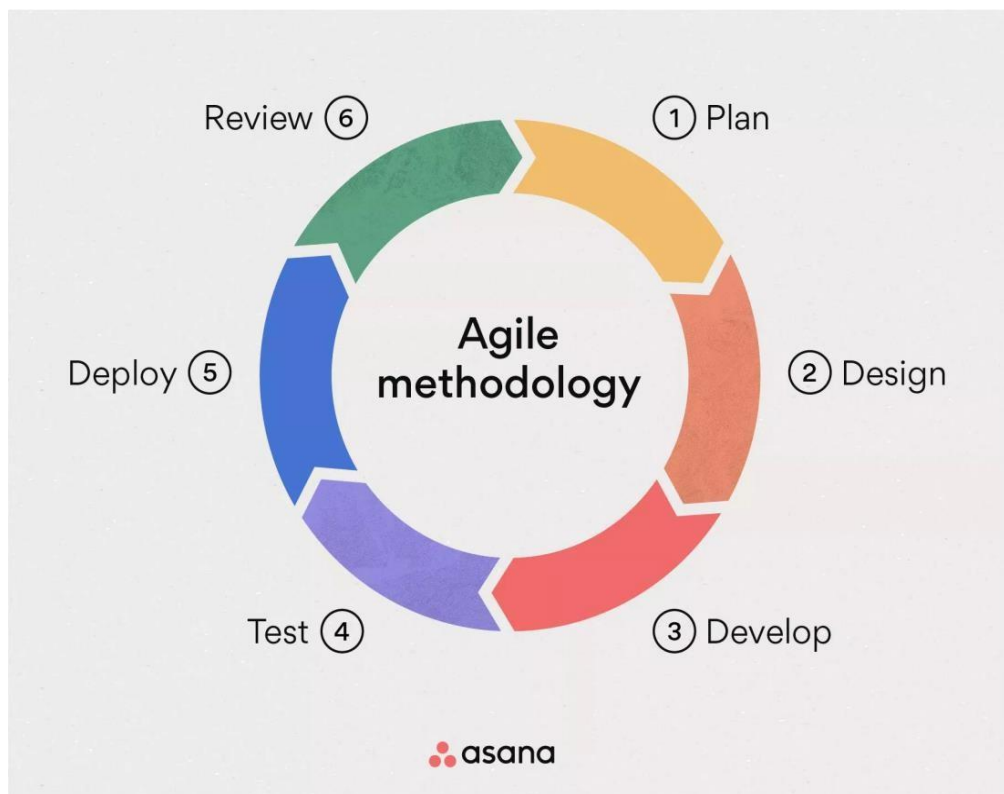 Agile
methodology
1 Plan
2 Design
3 Develop
Test 4
Deploy 5
Review 6
asana